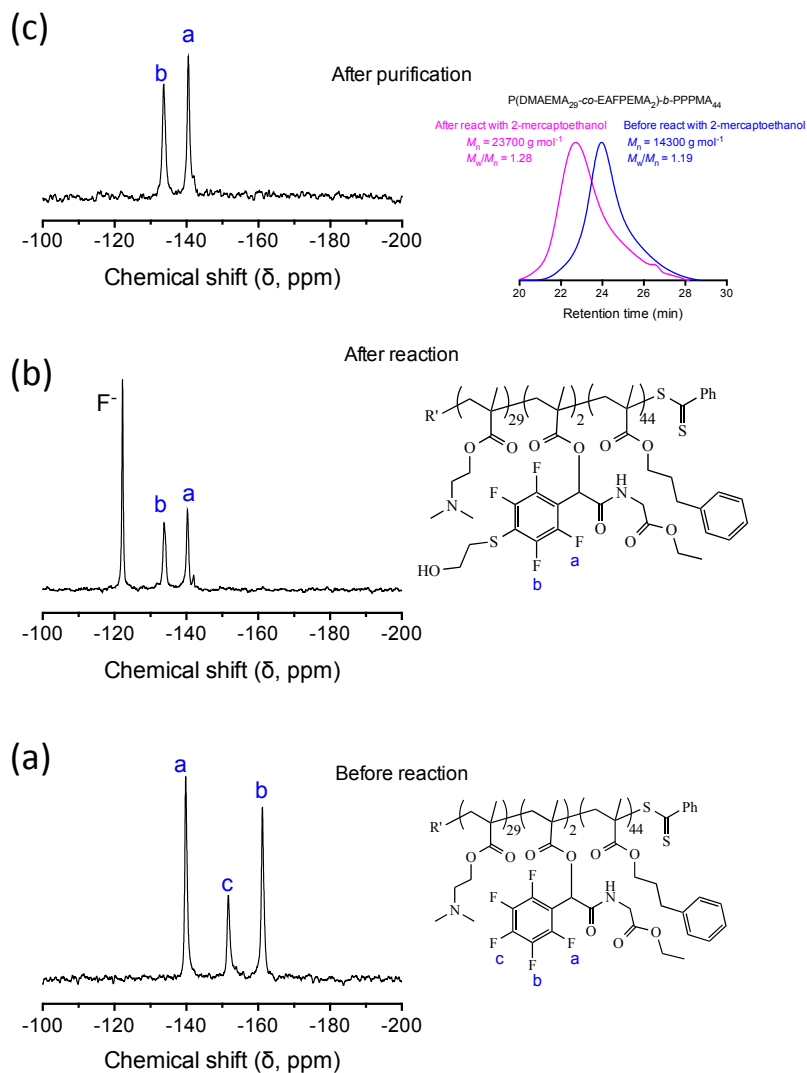 (c)
a
b
-100 -120 -140 -160 -180 -200
Chemical shift (δ, ppm)
After purification
P(DMAEMA29-co-EAFPEMA2)-b-PPPMA44
After react with 2-mercaptoethanol
Mn = 23700 g mol-1
Mw/Mn = 1.28
Before react with 2-mercaptoethanol
Mn = 14300 g mol-1
Mw/Mn = 1.19
20 22 24 26 28 30
Retention time (min)
(b)
After reaction
F-
b
a
-100 -120 -140 -160 -180 -200
Chemical shift (δ, ppm)
R' 29 2 44 S Ph
S
O O O O O O
N
F F
H
N
O
O
O
S
F F
HO
a
b
(a)
Before reaction
a
c
b
-100 -120 -140 -160 -180 -200
Chemical shift (δ, ppm)
R' 29 2 44 S Ph
S
O O O O O O
N
F F
H
N
O
O
O
F F F
c
b
a